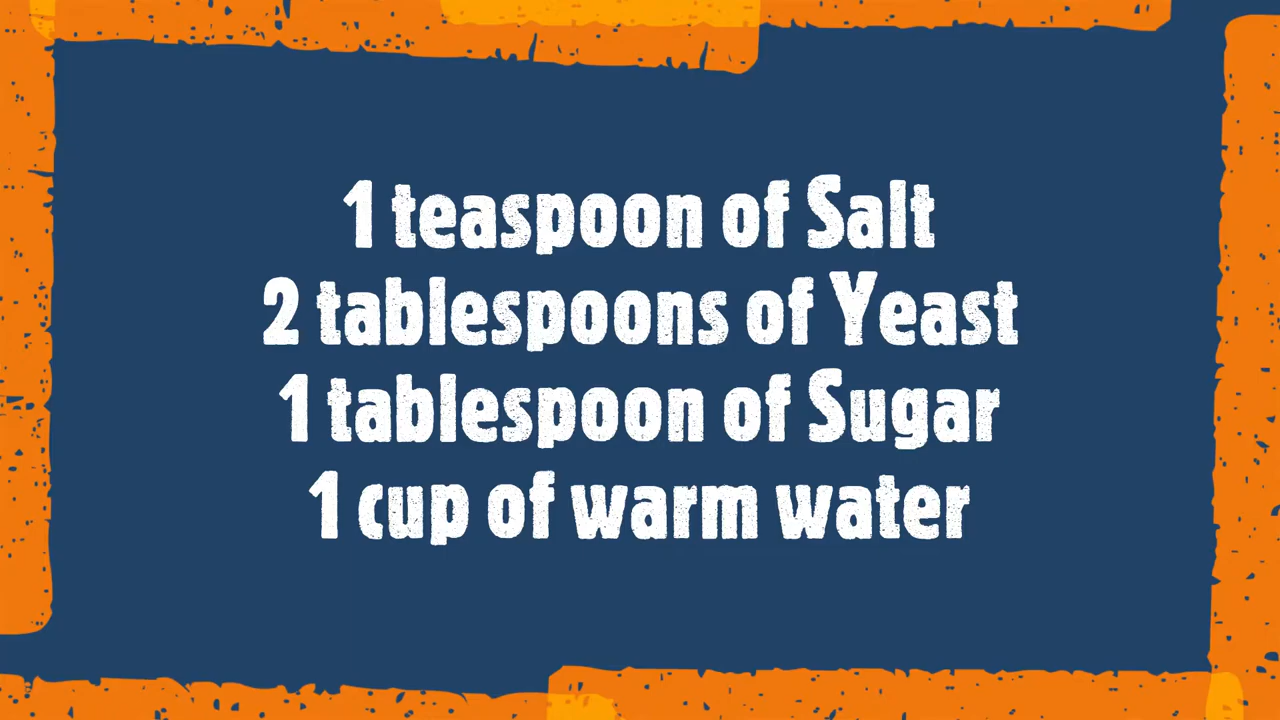 1 teaspoon of Salt
2 tablespoons of Yeast
1 tablespoon of Sugar
1 cup of warm water